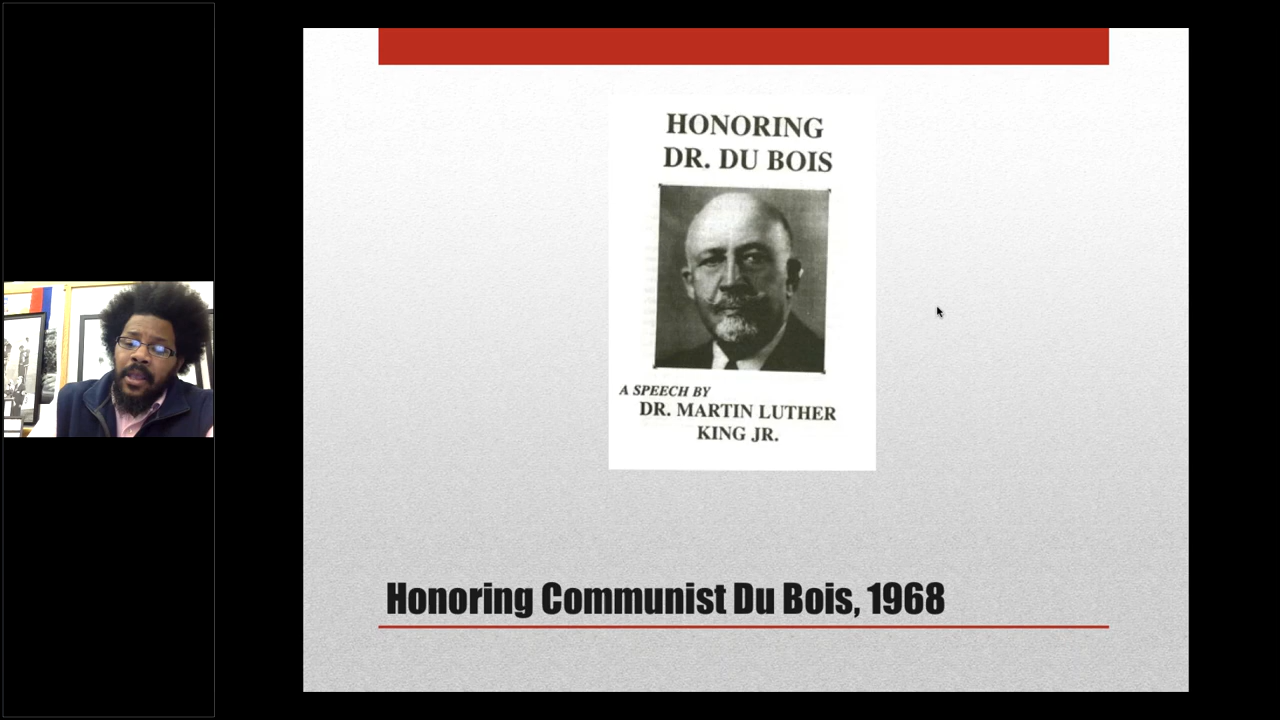 HONORING
DR. DU BOIS
A SPEECH BY
DR. MARTIN LUTHER
KING JR.
Honoring Communist Du Bois, 1968